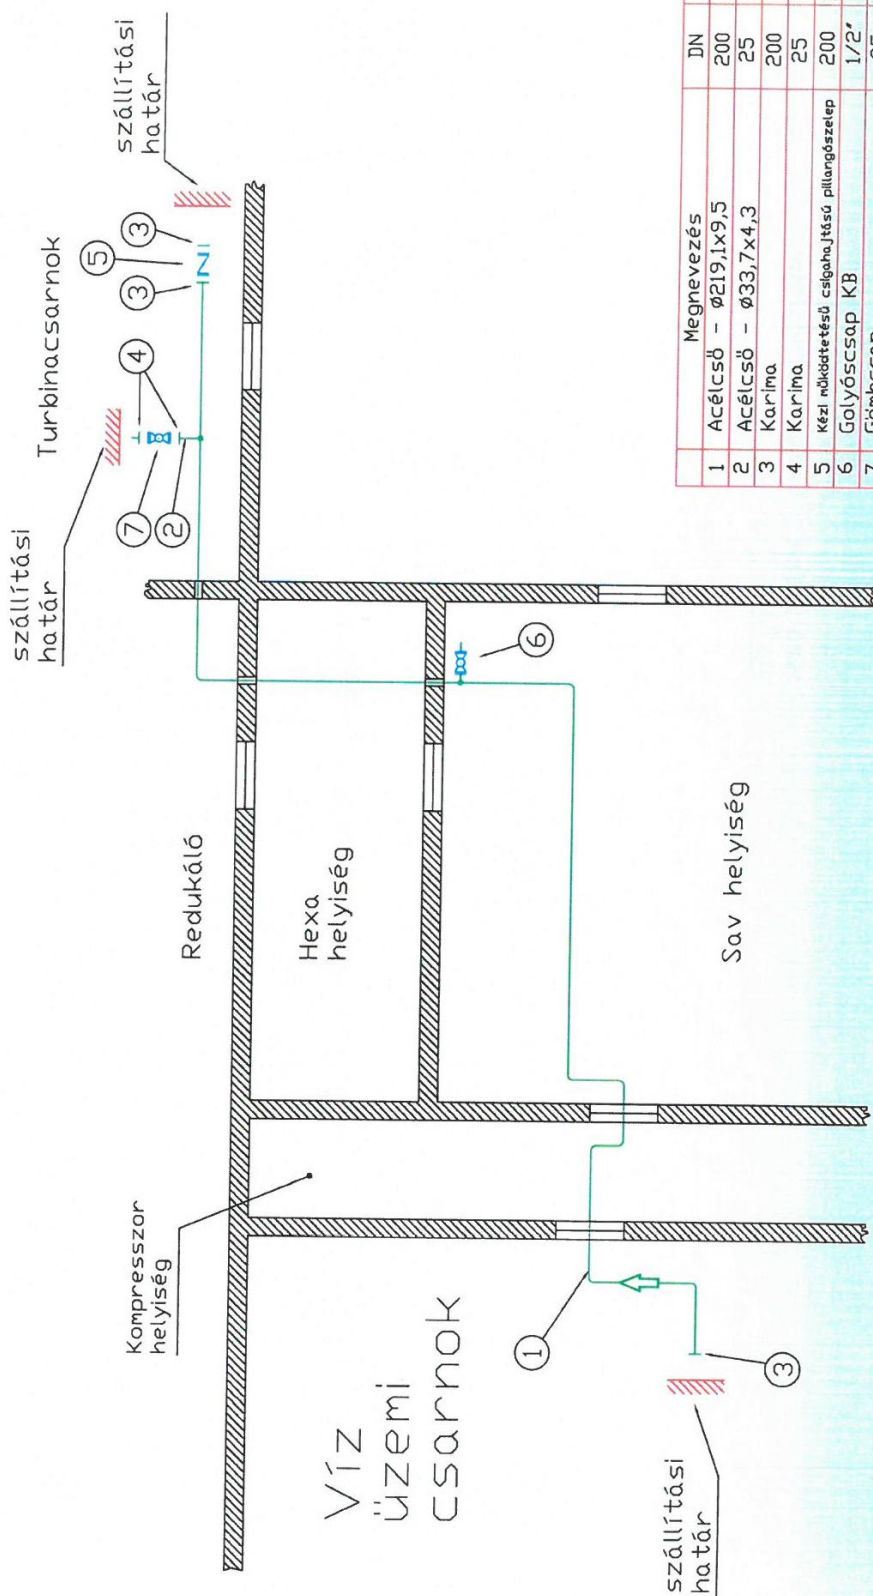 szállítási
határ
Turbinacsarnok
szállítási
határ
3
5
3
4
7
2
6
Redukáló
Hexa
helyiség
Sav helyiség
Kompresszor
helyiség
Víz
üzemi
csarnok
1
3
szállítási
határ
Megnevezés DN
1 Acélcső - Ø219,1x9,5 200
2 Acélcső - Ø33,7x4,3 25
3 Karima 200
4 Karima 25
5 Kézi működtetésű csigahajtású pillangószelep 200
6 Golyóscsap KB 1/2"
7